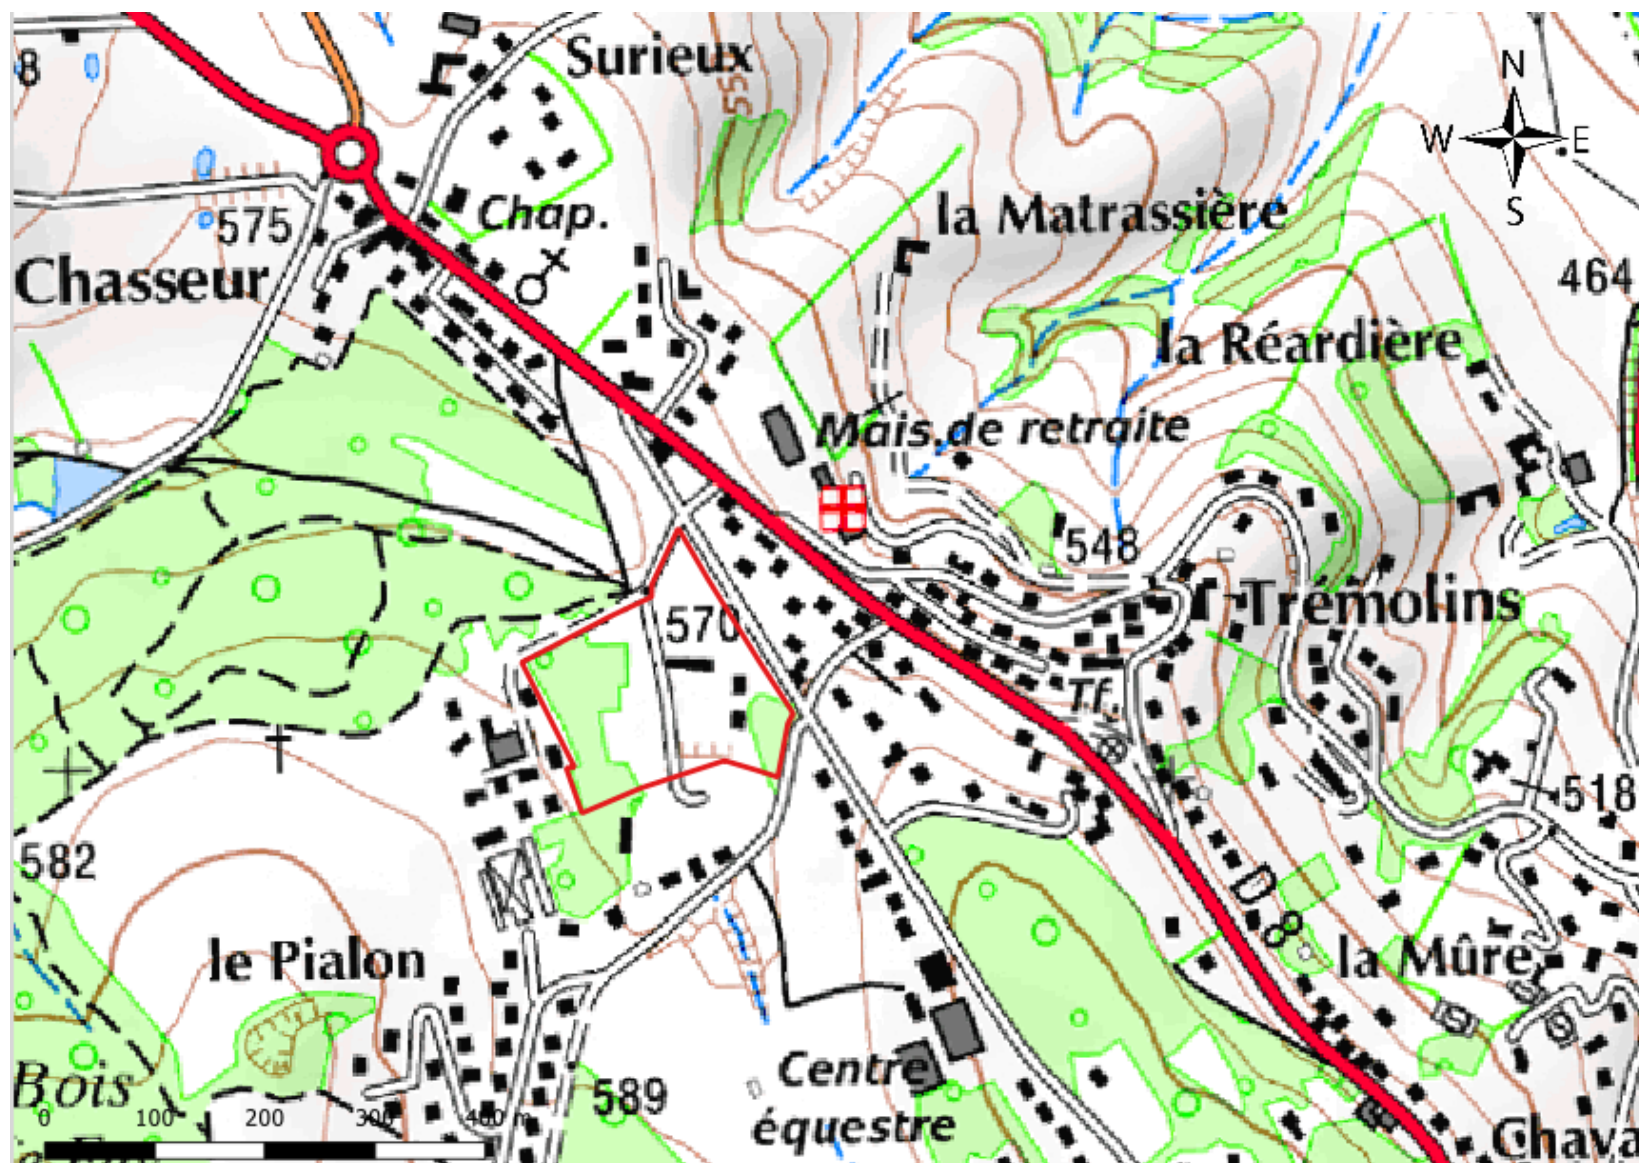 Surieux
8
55
N
W
E
S
575
Chap.
la Matrassière
Chasseur
464
la Réardière
Mais. de retraite
548
570
Trémolins
Tf.
518
582
D 8
le Pialon
la Mûre
Centre
équestre
589
Bois
0 100 200 300 400 m
Chava